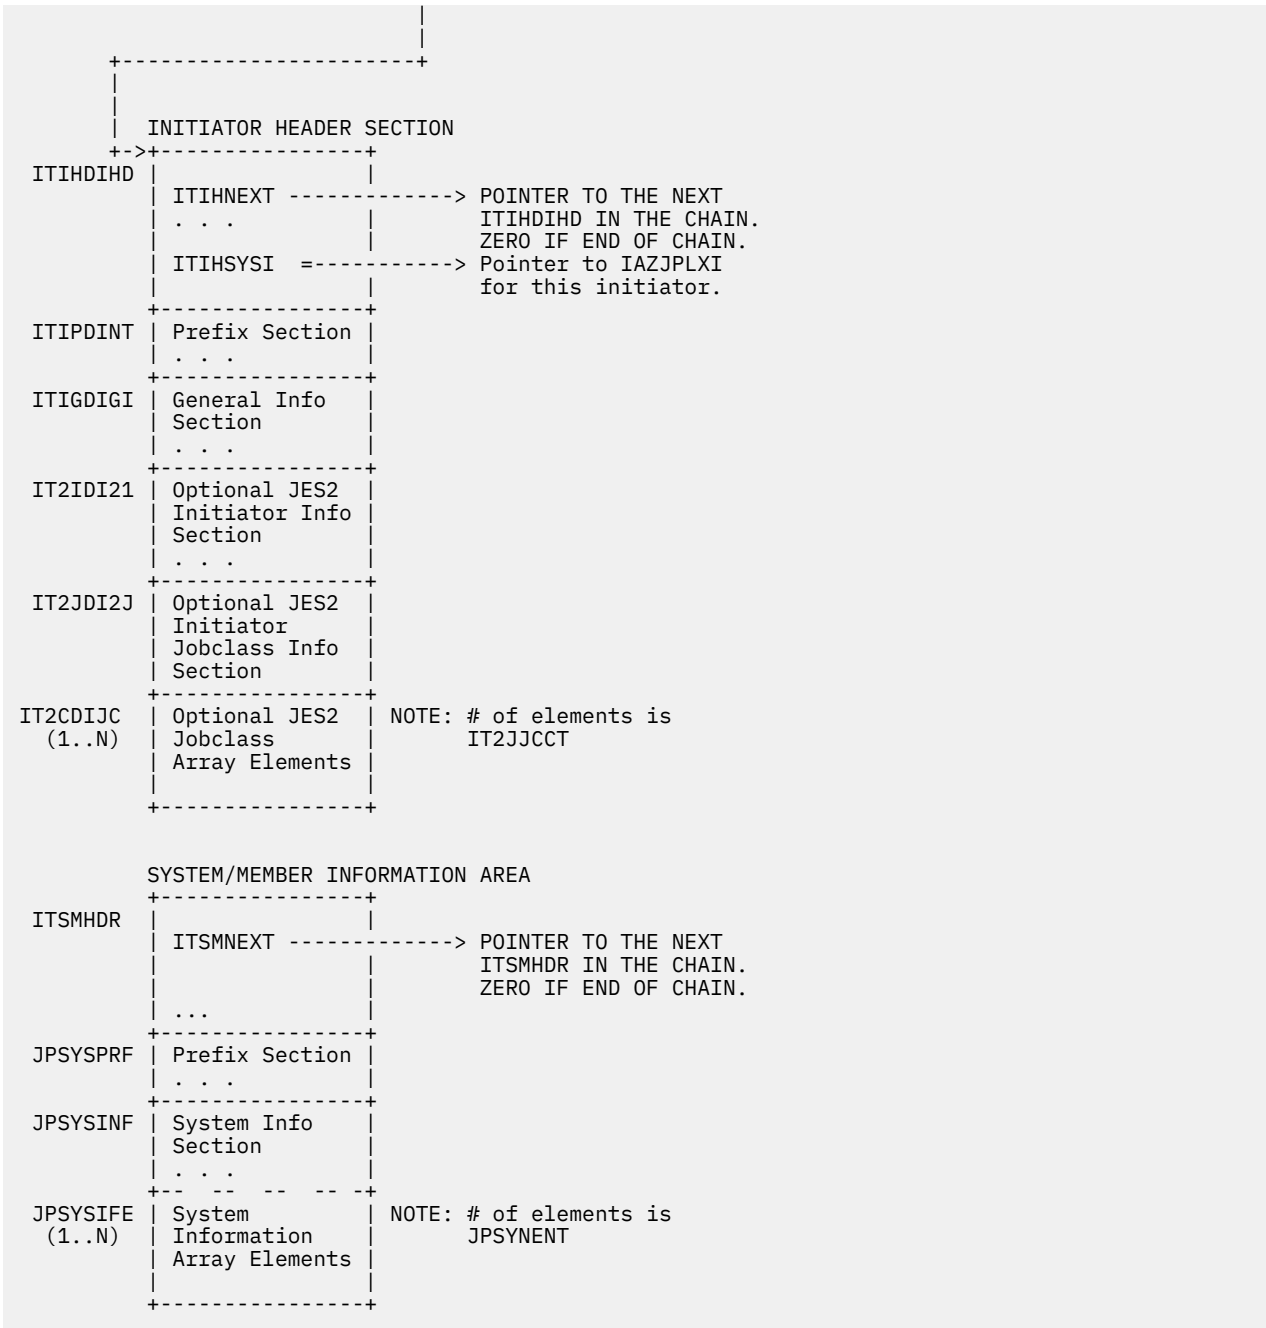 |
                                |
        +-----------------------+
        |
        |
        |  INITIATOR HEADER SECTION
        +->+----------------+
  ITIHDIHD |                |
           | ITIHNEXT -------------> POINTER TO THE NEXT
           | . . .          |        ITIHDIHD IN THE CHAIN.
           |                |        ZERO IF END OF CHAIN.
           | ITIHSYSI  =-----------> Pointer to IAZJPLXI
           |                |        for this initiator.
           +----------------+
  ITIPDINT | Prefix Section |
           | . . .          |
           +----------------+
  ITIGDIGI | General Info   |
           | Section        |
           | . . .          |
           +----------------+
  IT2IDI21 | Optional JES2  |
           | Initiator Info |
           | Section        |
           | . . .          |
           +----------------+
  IT2JDI2J | Optional JES2  |
           | Initiator      |
           | Jobclass Info  |
           | Section        |
           +----------------+
 IT2CDIJC  | Optional JES2  | NOTE: # of elements is
   (1..N)  | Jobclass       |       IT2JJCCT
           | Array Elements |
           |                |
           +----------------+

           SYSTEM/MEMBER INFORMATION AREA
           +----------------+
  ITSMHDR  |                |
           | ITSMNEXT -------------> POINTER TO THE NEXT
           |                |        ITSMHDR IN THE CHAIN.
           |                |        ZERO IF END OF CHAIN.
           | ...            |
           +----------------+
  JPSYSPRF | Prefix Section |
           | . . .          |
           +----------------+
  JPSYSINF | System Info    |
           | Section        |
           | . . .          |
           +-- --  --  -- -+
  JPSYSIFE | System         | NOTE: # of elements is
   (1..N)  | Information    |       JPSYNENT
           | Array Elements |
           |                |
           +----------------+